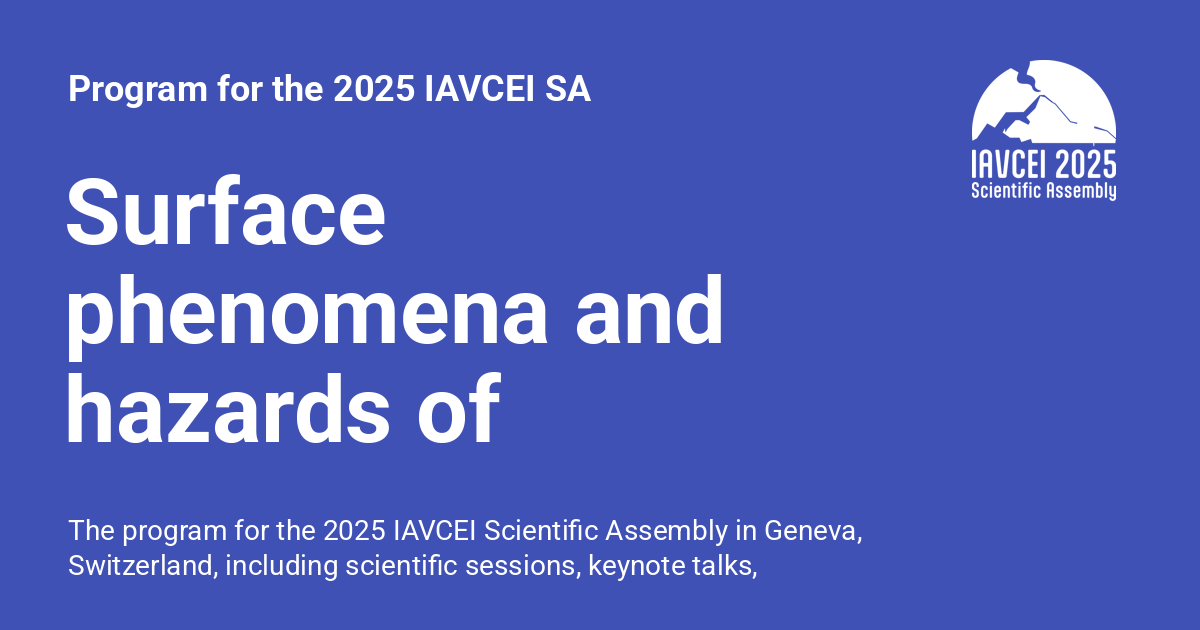 Program for the 2025 IAVCEI SA
IAVCEI 2025
Scientific Assembly
Surface
phenomena and
hazards of
The program for the 2025 IAVCEI Scientific Assembly in Geneva,
Switzerland, including scientific sessions, keynote talks,